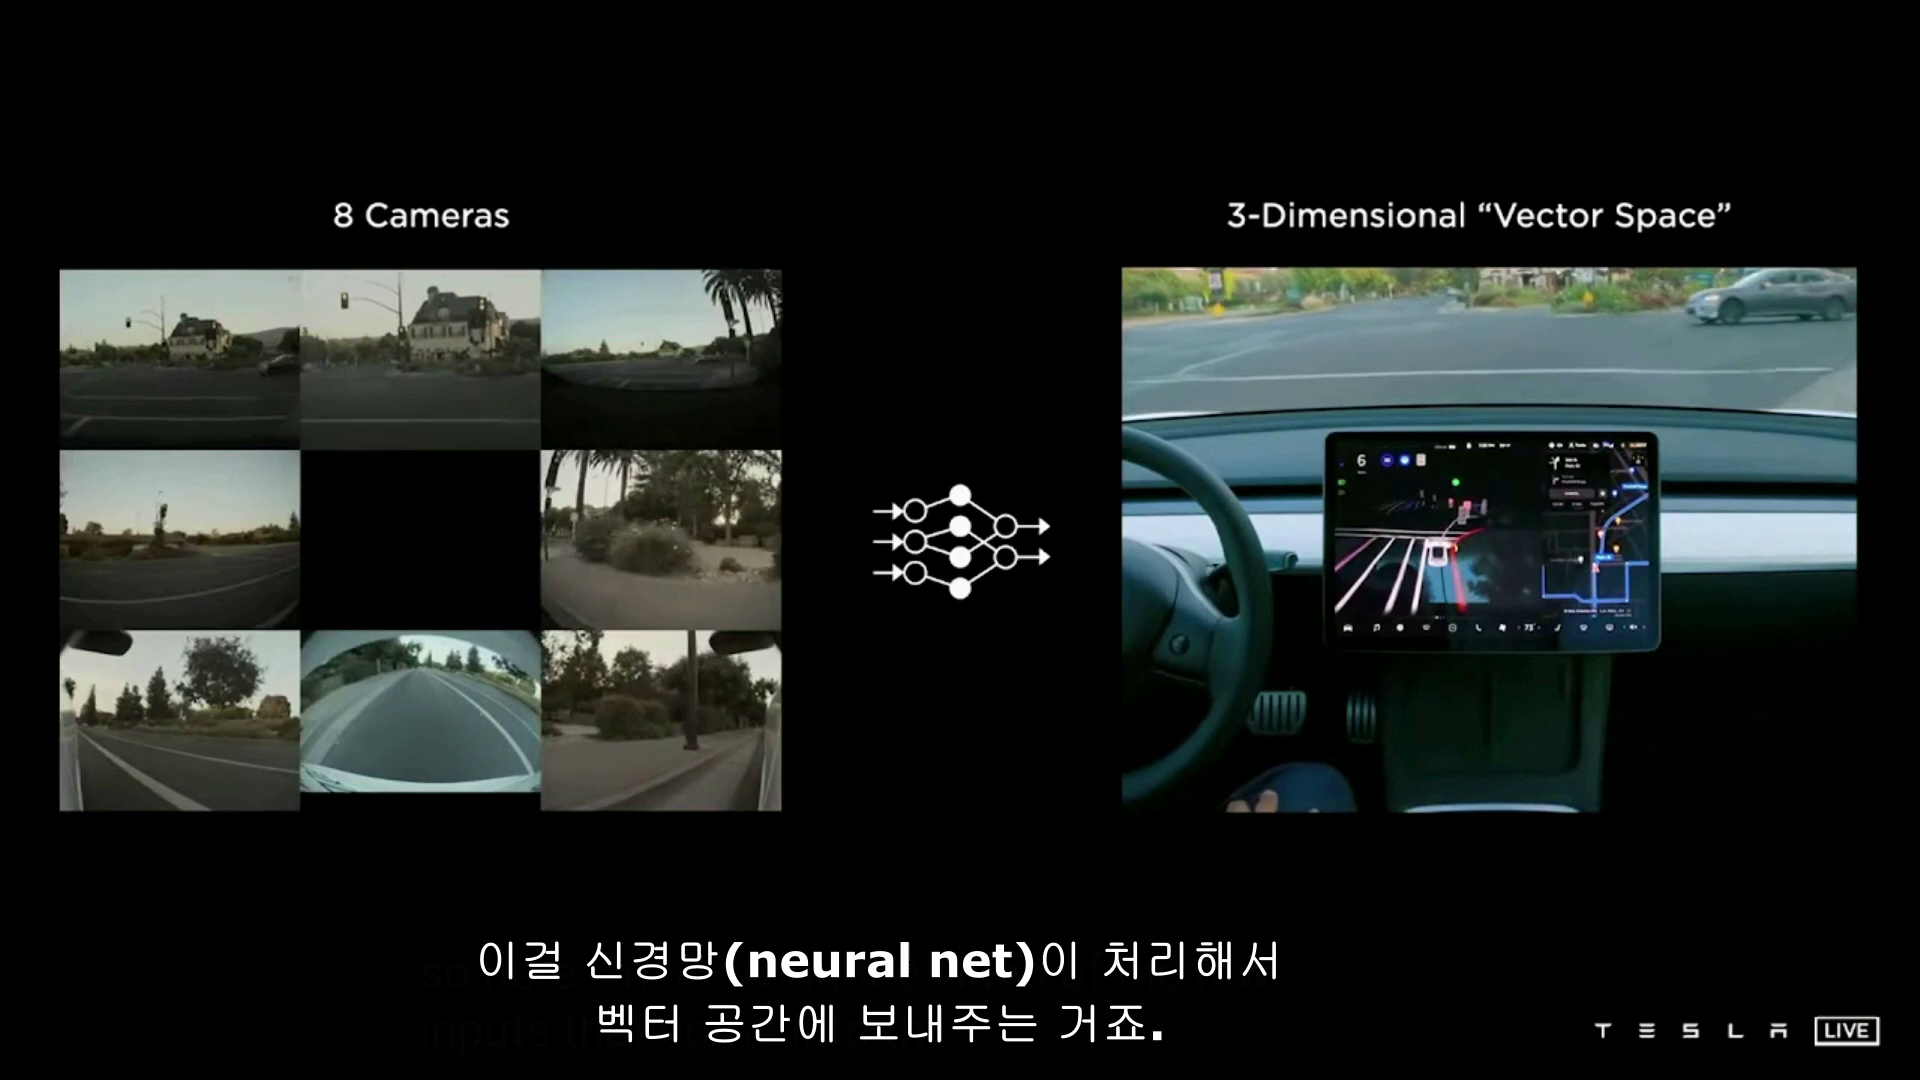 8 Cameras
3-Dimensional “Vector Space”
6
이걸 신경망(neural net)이 처리해서
벡터 공간에 보내주는 거죠.
TESLA LIVE